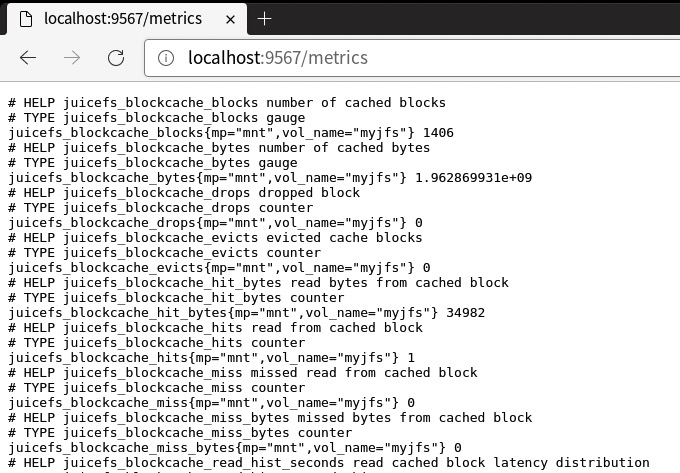 localhost:9567/metrics
localhost:9567/metrics
# HELP juicefs_blockcache_blocks number of cached blocks
# TYPE juicefs_blockcache_blocks gauge
juicefs_blockcache_blocks{mp="mnt",vol_name="myjfs"} 1406
# HELP juicefs_blockcache_bytes number of cached bytes
# TYPE juicefs_blockcache_bytes gauge
juicefs_blockcache_bytes{mp="mnt",vol_name="myjfs"} 1.962869931e+09
# HELP juicefs_blockcache_drops dropped block
# TYPE juicefs_blockcache_drops counter
juicefs_blockcache_drops{mp="mnt",vol_name="myjfs"} 0
# HELP juicefs_blockcache_evicts evicted cache blocks
# TYPE juicefs_blockcache_evicts counter
juicefs_blockcache_evicts{mp="mnt",vol_name="myjfs"} 0
# HELP juicefs_blockcache_hit_bytes read bytes from cached block
# TYPE juicefs_blockcache_hit_bytes counter
juicefs_blockcache_hit_bytes{mp="mnt",vol_name="myjfs"} 34982
# HELP juicefs_blockcache_hits read from cached block
# TYPE juicefs_blockcache_hits counter
juicefs_blockcache_hits{mp="mnt",vol_name="myjfs"} 1
# HELP juicefs_blockcache_miss missed read from cached block
# TYPE juicefs_blockcache_miss counter
juicefs_blockcache_miss{mp="mnt",vol_name="myjfs"} 0
# HELP juicefs_blockcache_miss_bytes missed bytes from cached block
# TYPE juicefs_blockcache_miss_bytes counter
juicefs_blockcache_miss_bytes{mp="mnt",vol_name="myjfs"} 0
# HELP juicefs_blockcache_read_hist_seconds read cached block latency distribution